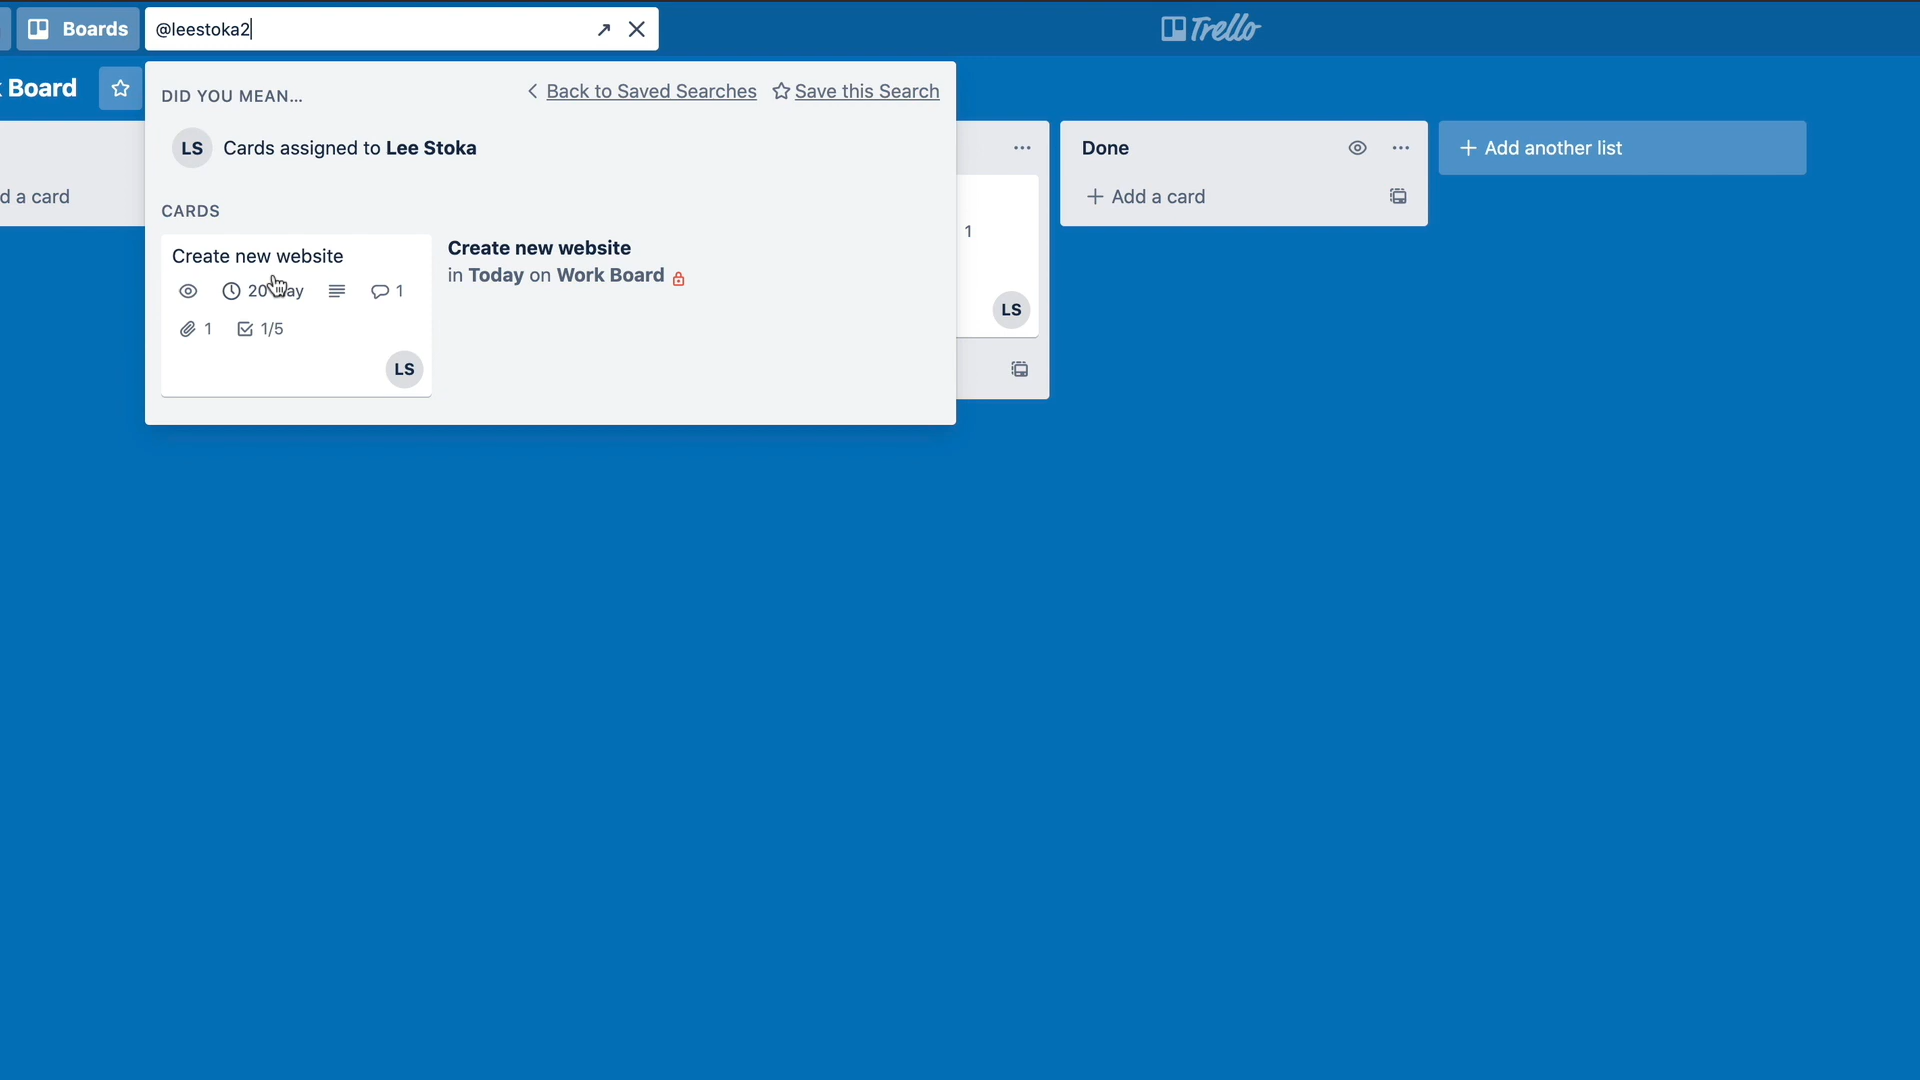 Boards
@leestoka2
Trello
Board
DID YOU MEAN...
Back to Saved Searches
Save this Search
LS
Cards assigned to Lee Stoka
Done
Add another list
d a card
Add a card
CARDS
Create new website
20
ay
1
1
1/5
LS
Create new website
in Today on Work Board
1
LS